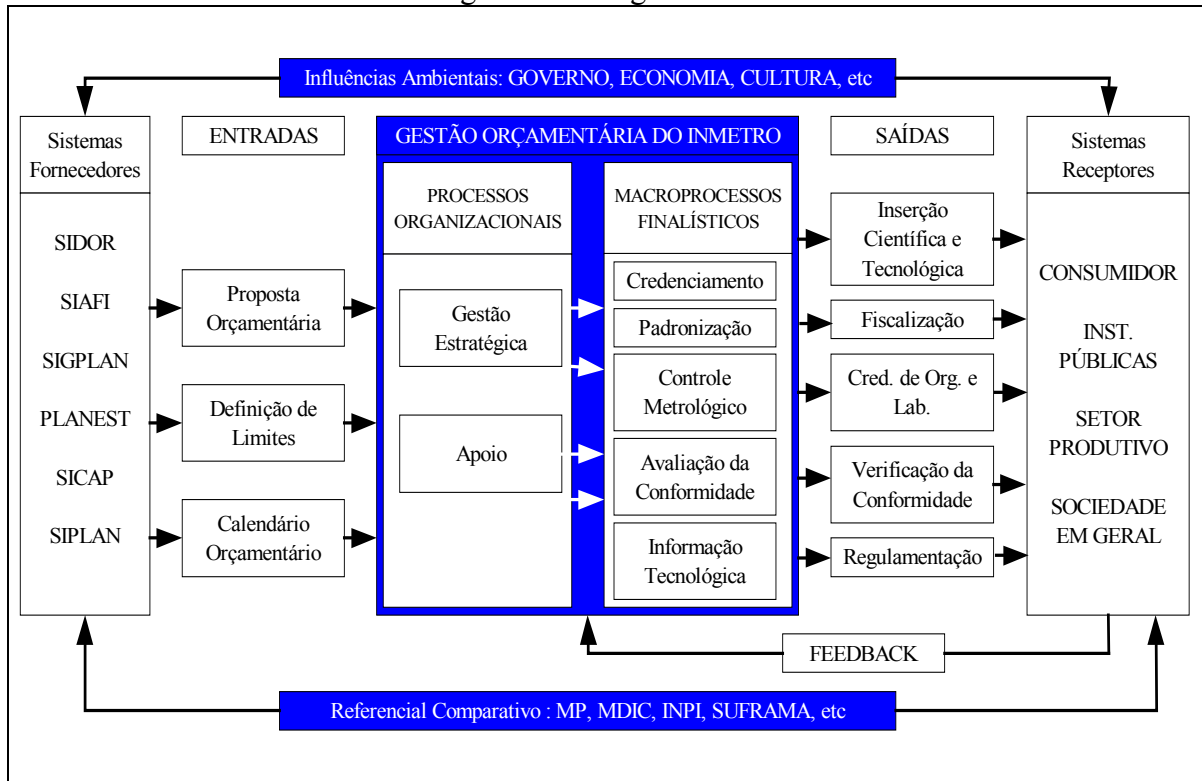 Influências Ambientais: GOVERNO, ECONOMIA, CULTURA, etc
Sistemas
Fornecedores
SIDOR
SIAFI
SIGPLAN
PLANEST
SICAP
SIPLAN
ENTRADAS
Proposta
Orçamentária
Definição de
Limites
Calendário
Orçamentário
GESTÃO ORÇAMENTÁRIA DO INMETRO
PROCESSOS
ORGANIZACIONAIS
Gestão
Estratégica
Apoio
MACROPROCESSOS
FINALÍSTICOS
Credenciamento
Padronização
Controle
Metrológico
Avaliação da
Conformidade
Informação
Tecnológica
SAÍDAS
Inserção
Científica e
Tecnológica
Fiscalização
Cred. de Org. e
Lab.
Verificação da
Conformidade
Regulamentação
Sistemas
Receptores
CONSUMIDOR
INST.
PÚBLICAS
SETOR
PRODUTIVO
SOCIEDADE
EM GERAL
FEEDBACK
Referencial Comparativo : MP, MDIC, INPI, SUFRAMA, etc